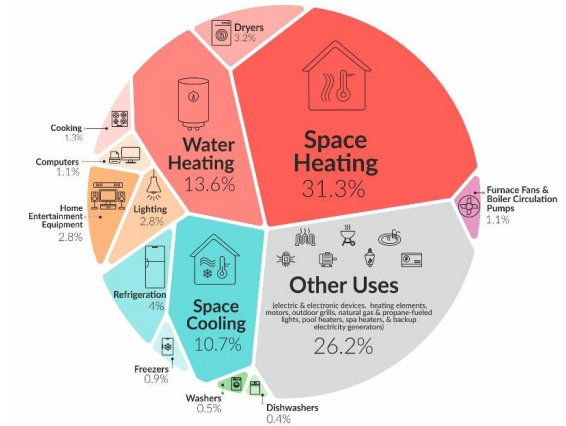 Dryers
3.2%
Space
Heating
31.3%
Water
Heating
13.6%
Cooking
1.3%
Computers
1.1%
Home
Entertainment
Equipment
2.8%
Lighting
2.8%
Furnace Fans &
Boiler Circulation
Pumps
1.1%
Refrigeration
4%
Space
Cooling
10.7%
Other Uses
(electric & electronic devices, heating elements,
motors, outdoor grills, natural gas & propane-fueled
lights, pool heaters, spa heaters, & backup
electricity generators)
26.2%
Freezers
0.9%
Washers
0.5%
Dishwashers
0.4%